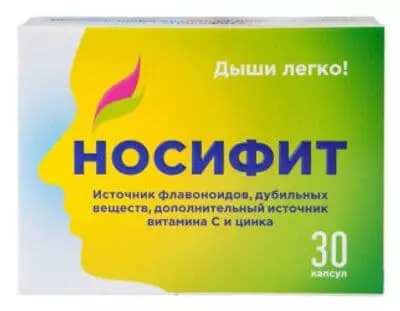 Дыши легко!
НОСИФИТ
Источник флавоноидов, дубильных
веществ, дополнительный источник
витамина С и цинка
30
капсул